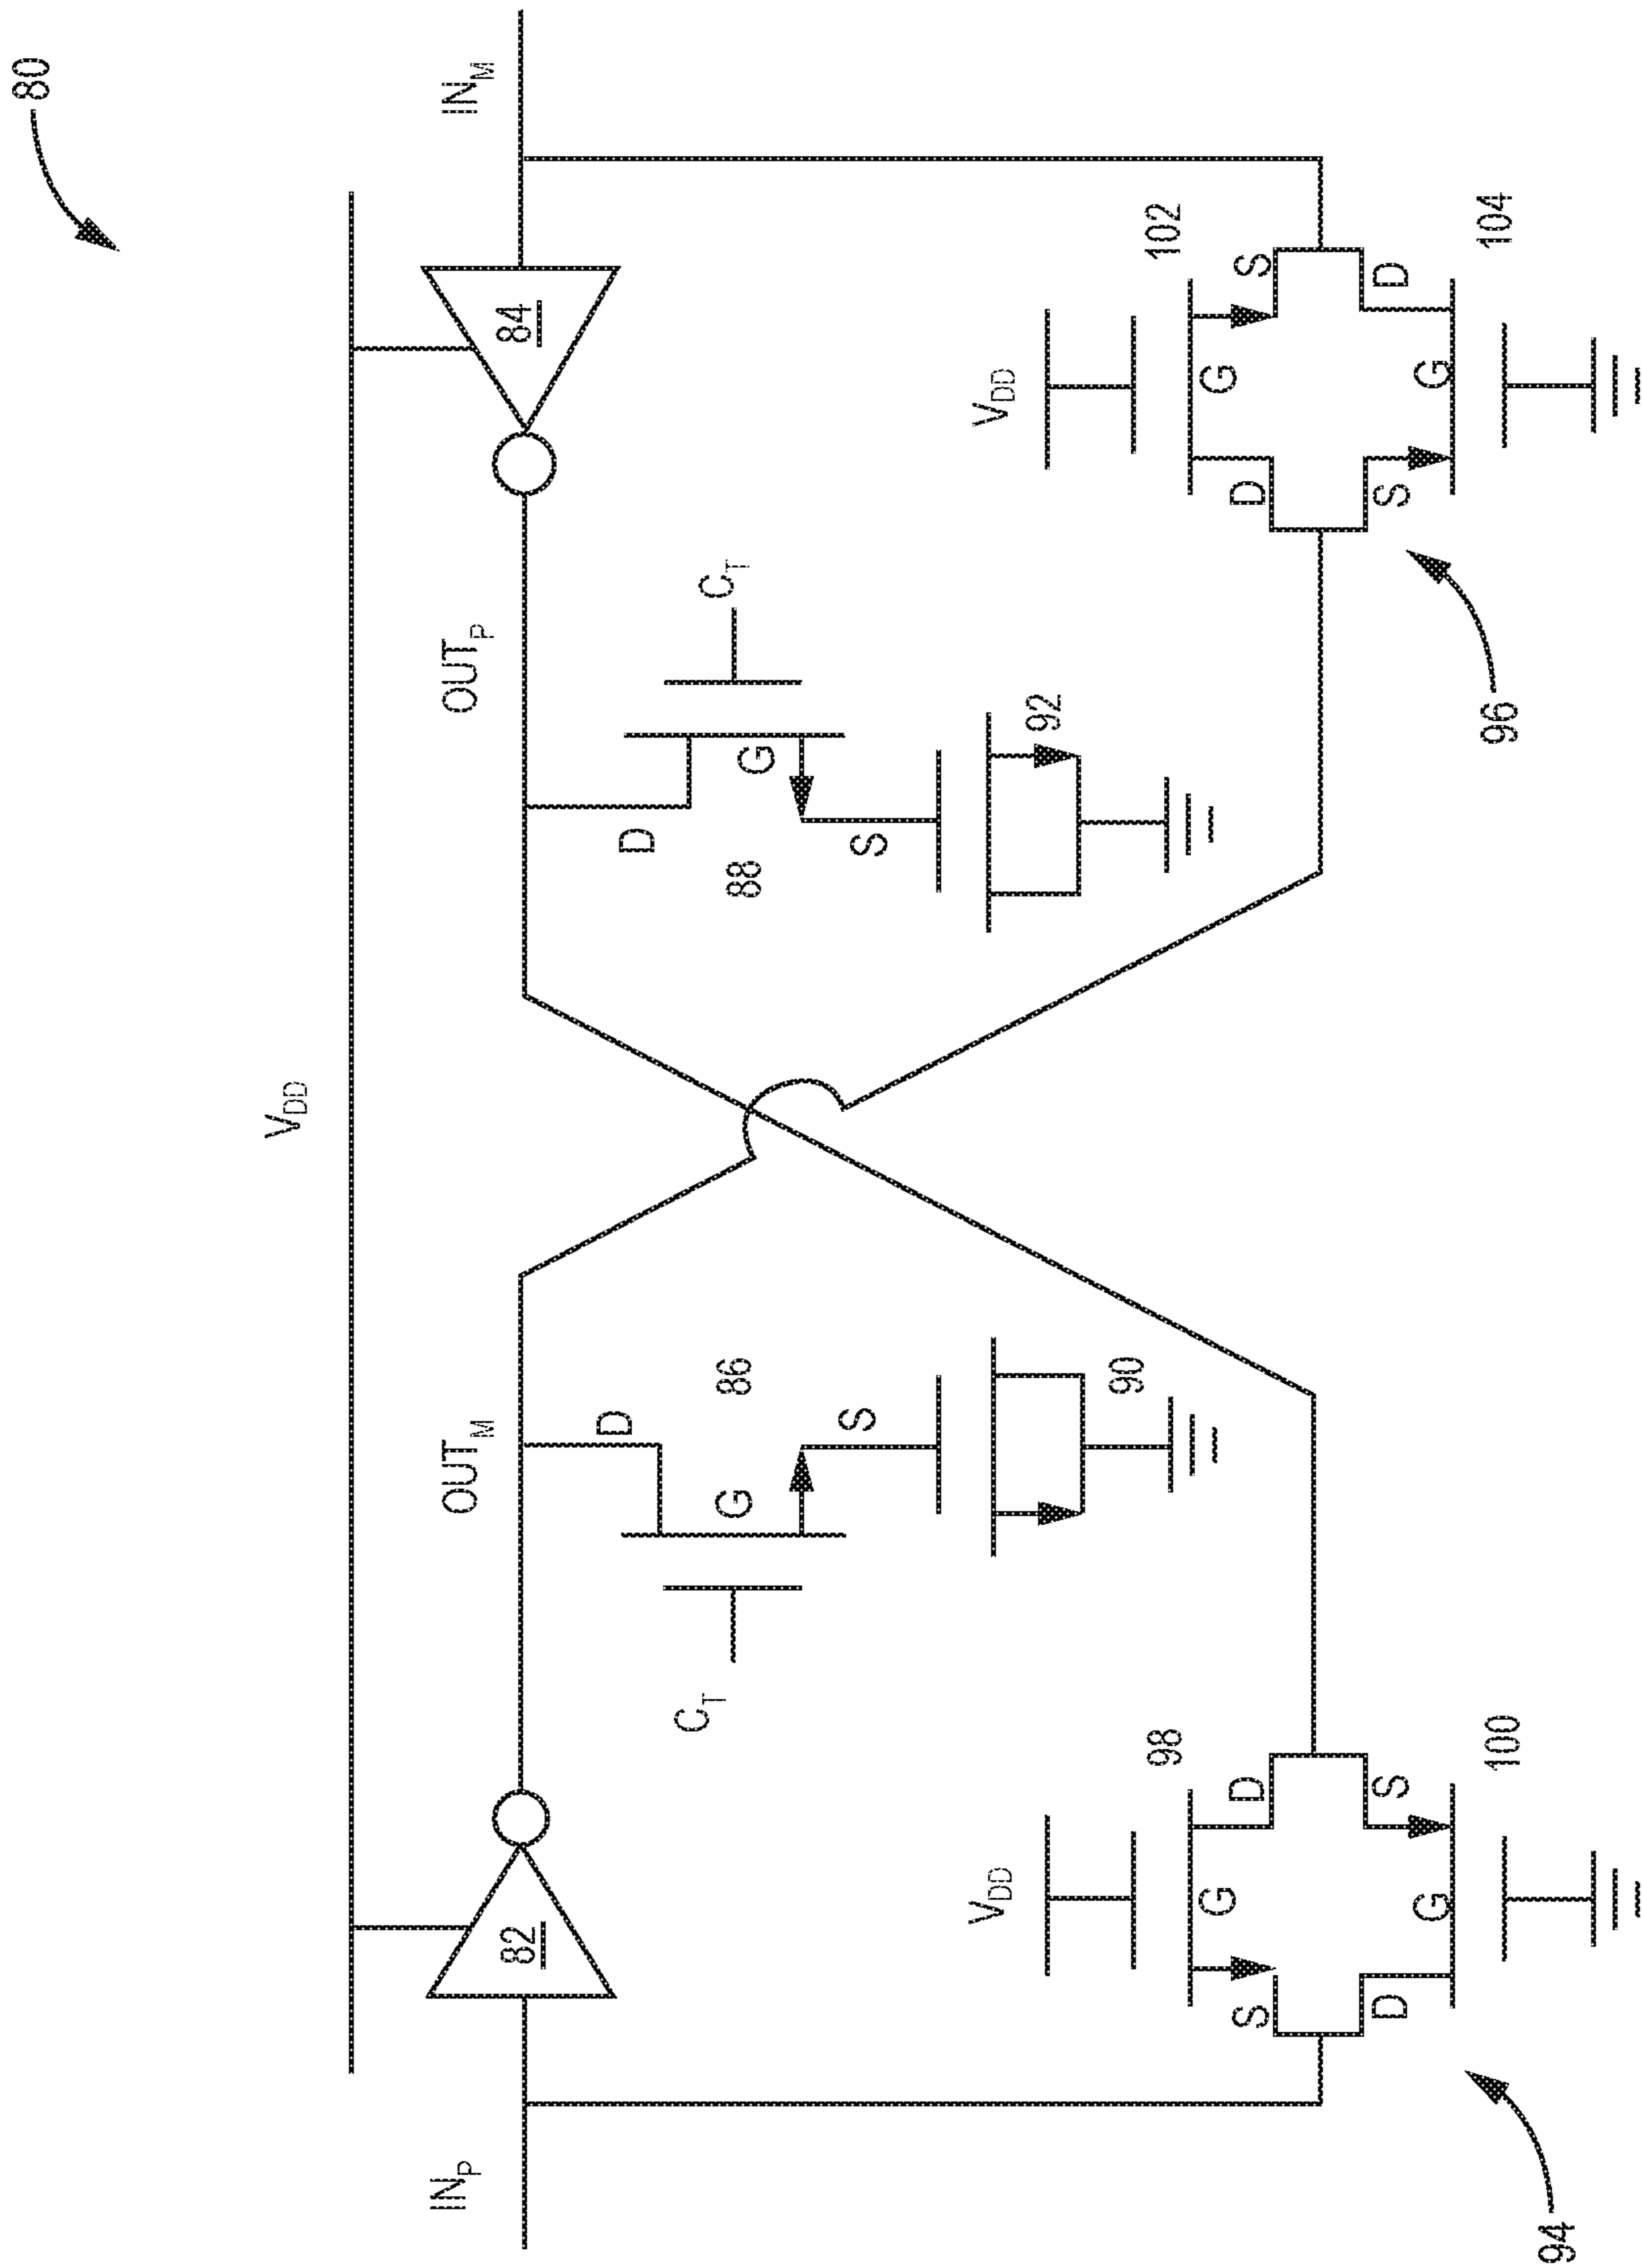 80
V_DD
IN_P
82
OUT_M
OUT_P
84
IN_M
C_T
D
G
S
86
90
D
G
S
88
92
C_T
V_DD
98
S
G
D
D
G
S
100
94
V_DD
102
D
G
S
S
G
D
104
96